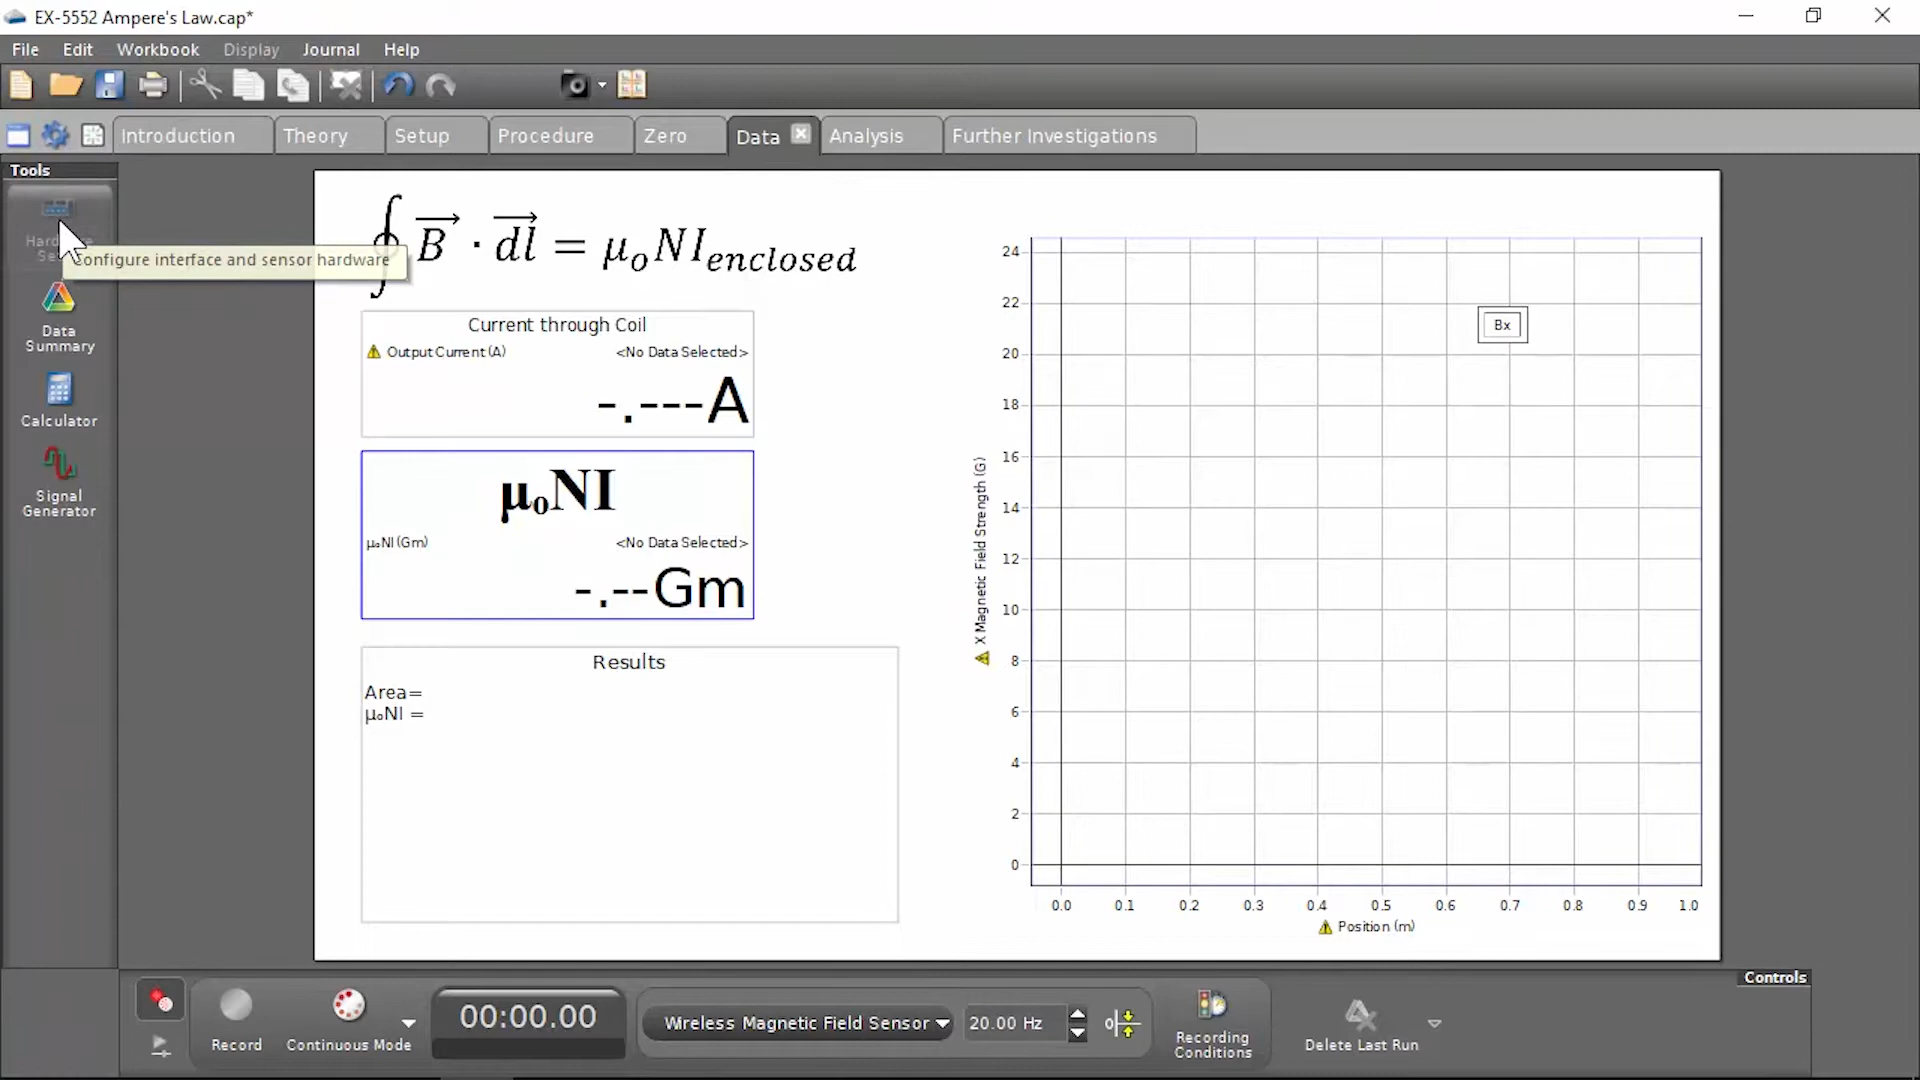 EX-5552 Ampere's Law.cap*
File Edit Workbook Display Journal Help
Introduction Theory Setup Procedure Zero Data Analysis Further Investigations
Tools
Configure interface and sensor hardware
Data
Summary
Calculator
Signal
Generator
∮ B⃗ · dl⃗ = μₒNI_enclosed
Current through Coil
Output Current (A) <No Data Selected>
-.---A
μₒNI
μₒNI (Gm) <No Data Selected>
-.--Gm
Results
Area=
μₒNI =
X Magnetic Field Strength (G)
24
22
20
18
16
14
12
10
8
6
4
2
0
Bx
0.0 0.1 0.2 0.3 0.4 0.5 0.6 0.7 0.8 0.9 1.0
Position (m)
Controls
Record
Continuous Mode
00:00.00
Wireless Magnetic Field Sensor
20.00 Hz
Recording
Conditions
Delete Last Run